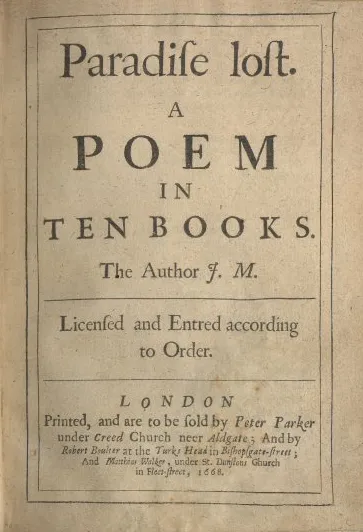 Paradiſe loſt.
A
POEM
IN
TEN BOOKS.
The Author J. M.
Licenſed and Entred according
to Order.
LONDON
Printed, and are to be ſold by Peter Parker
under Creed Church neer Aldgate; And by
Robert Boulter at the Turks Head in Biſhopſgate-ſtreet;
And Matthias Walker, under St. Dunſtons Church
in Fleet-ſtreet, 1668.